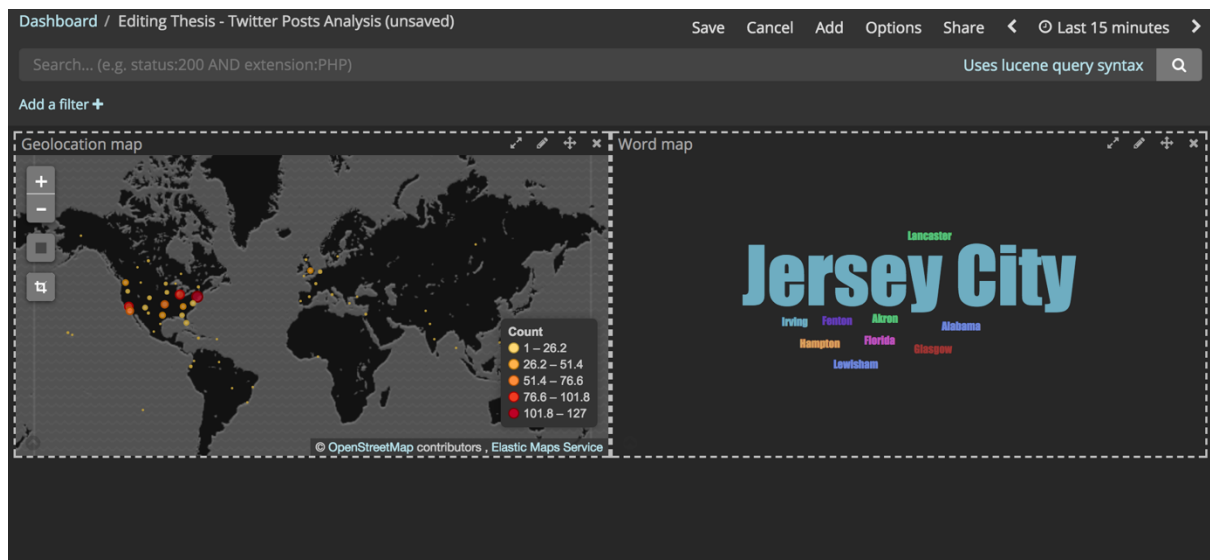 Dashboard / Editing Thesis - Twitter Posts Analysis (unsaved)
Save Cancel Add Options Share Last 15 minutes
Search... (e.g. status:200 AND extension:PHP)
Uses lucene query syntax
Add a filter +
Geolocation map
+
−
Count
1 – 26.2
26.2 – 51.4
51.4 – 76.6
76.6 – 101.8
101.8 – 127
© OpenStreetMap contributors , Elastic Maps Service
Word map
Lancaster
Jersey City
Irving Fenton Akron Alabama
Hampton Florida Glasgow
Lewisham